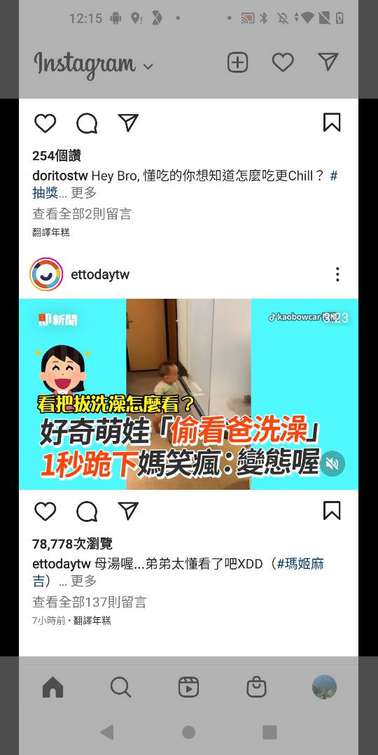 12:15
Instagram
254個讚
doritostw Hey Bro, 懂吃的你想知道怎麼吃更Chill？ #
抽獎... 更多
查看全部2則留言
翻譯年糕
ettodaytw
新聞
kaobowcar
3:23
看把拔洗澡怎麼看？
好奇萌娃「偷看爸洗澡」
1秒跪下媽笑瘋：變態喔
78,778次瀏覽
ettodaytw 母湯喔...弟弟太懂看了吧XDD（#瑪姬麻
吉）... 更多
查看全部137則留言
7小時前 • 翻譯年糕